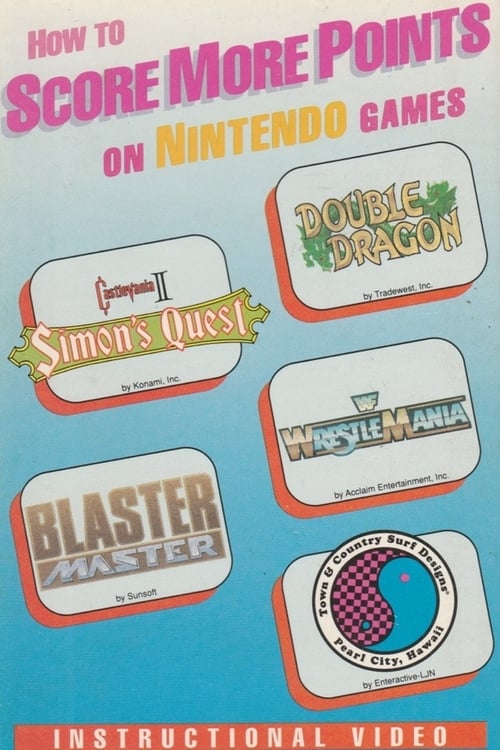 How to
Score More Points
on Nintendo Games
Double
Dragon
by Tradewest, Inc.
Castlevania II
Simon's Quest
by Konami, Inc.
WF
WrestleMania
by Acclaim Entertainment, Inc.
BLASTER
MASTER
by Sunsoft
Town & Country Surf Designs®
Pearl City, Hawaii
by Enteractive-LJN
INSTRUCTIONAL VIDEO